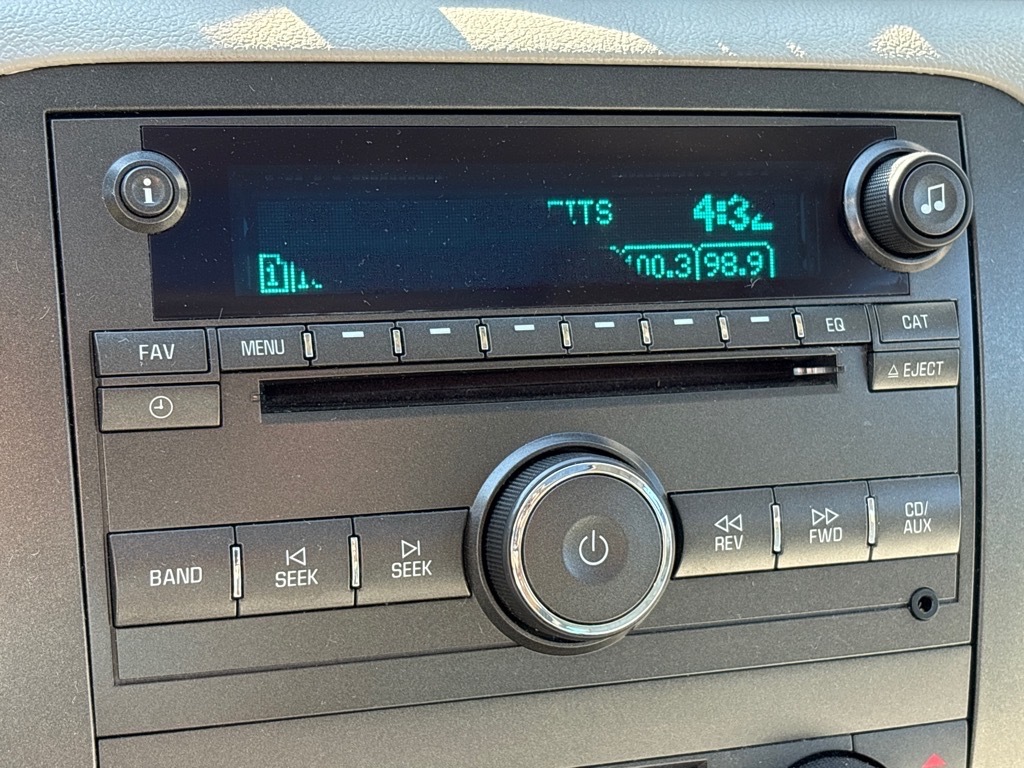 i
4:32
1
100.3 98.9
FAV
MENU
EQ
CAT
EJECT
BAND
SEEK
SEEK
REV
FWD
CD/
AUX